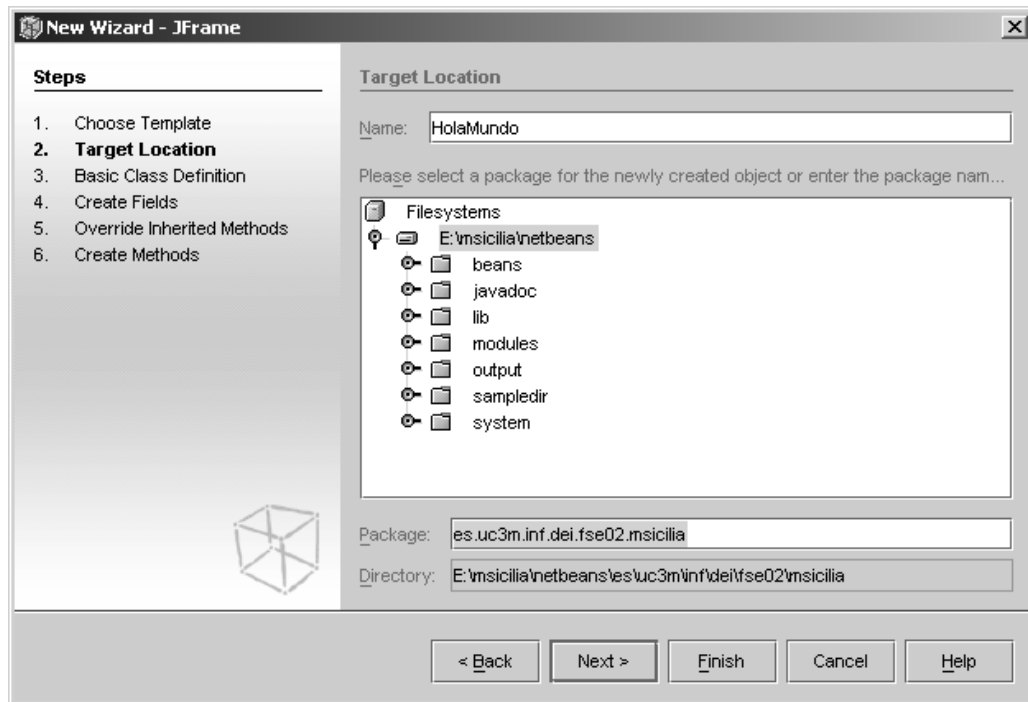 New Wizard - JFrame
Steps
1. Choose Template
2. Target Location
3. Basic Class Definition
4. Create Fields
5. Override Inherited Methods
6. Create Methods
Target Location
Name: HolaMundo
Please select a package for the newly created object or enter the package nam...
Filesystems
E:\msicilia\netbeans
beans
javadoc
lib
modules
output
sampledir
system
Package: es.uc3m.inf.dei.fse02.msicilia
Directory: E:\msicilia\netbeans\es\uc3m\inf\dei\fse02\msicilia
< Back Next > Finish Cancel Help